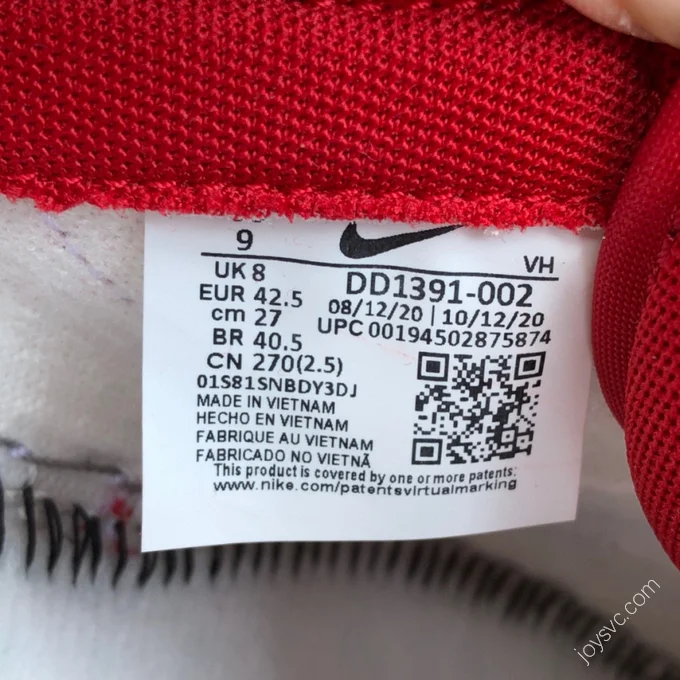 9
UK 8
EUR 42.5
cm 27
BR 40.5
CN 270(2.5)
01S81SNBDY3DJ
MADE IN VIETNAM
HECHO EN VIETNAM
FABRIQUE AU VIETNAM
FABRICADO NO VIETNÃ
VH
DD1391-002
08/12/20 | 10/12/20
UPC 00194502875874
This product is covered by one or more patents:
www.nike.com/patentsvirtualmarking
joysvc.com